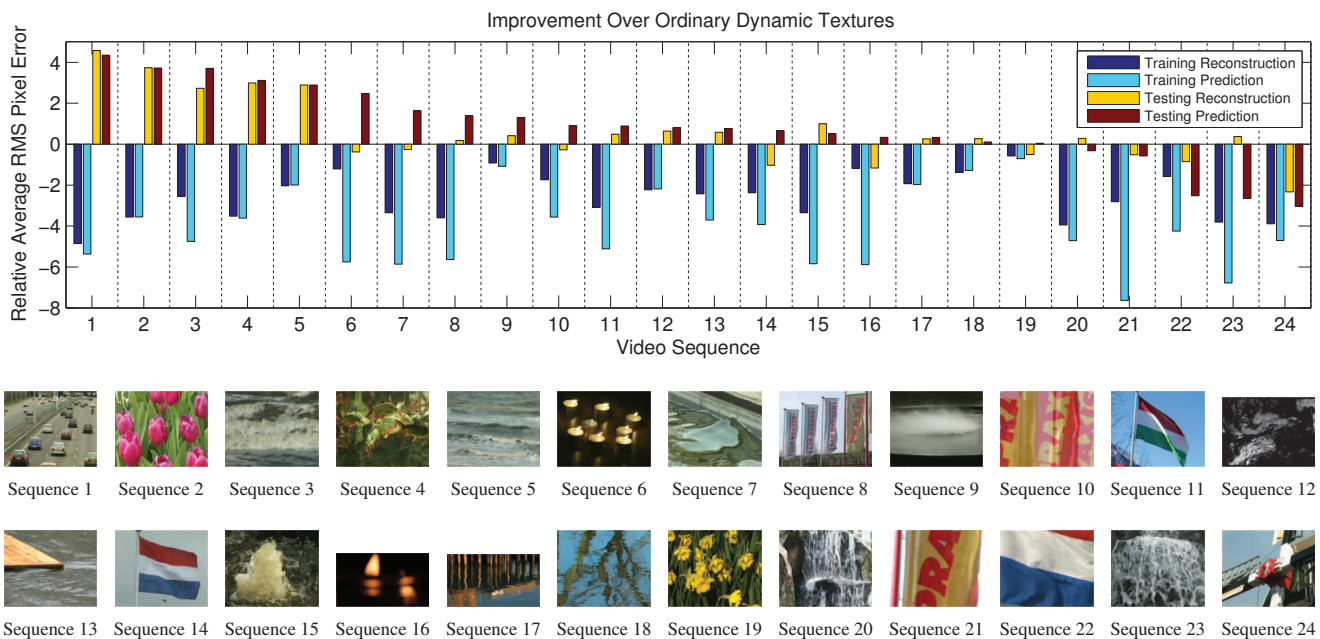 Improvement Over Ordinary Dynamic Textures
Relative Average RMS Pixel Error
4
2
0
−2
−4
−6
−8
Training Reconstruction
Training Prediction
Testing Reconstruction
Testing Prediction
1 2 3 4 5 6 7 8 9 10 11 12 13 14 15 16 17 18 19 20 21 22 23 24
Video Sequence
Sequence 1 Sequence 2 Sequence 3 Sequence 4 Sequence 5 Sequence 6 Sequence 7 Sequence 8 Sequence 9 Sequence 10 Sequence 11 Sequence 12
PRA
Sequence 13 Sequence 14 Sequence 15 Sequence 16 Sequence 17 Sequence 18 Sequence 19 Sequence 20 Sequence 21 Sequence 22 Sequence 23 Sequence 24